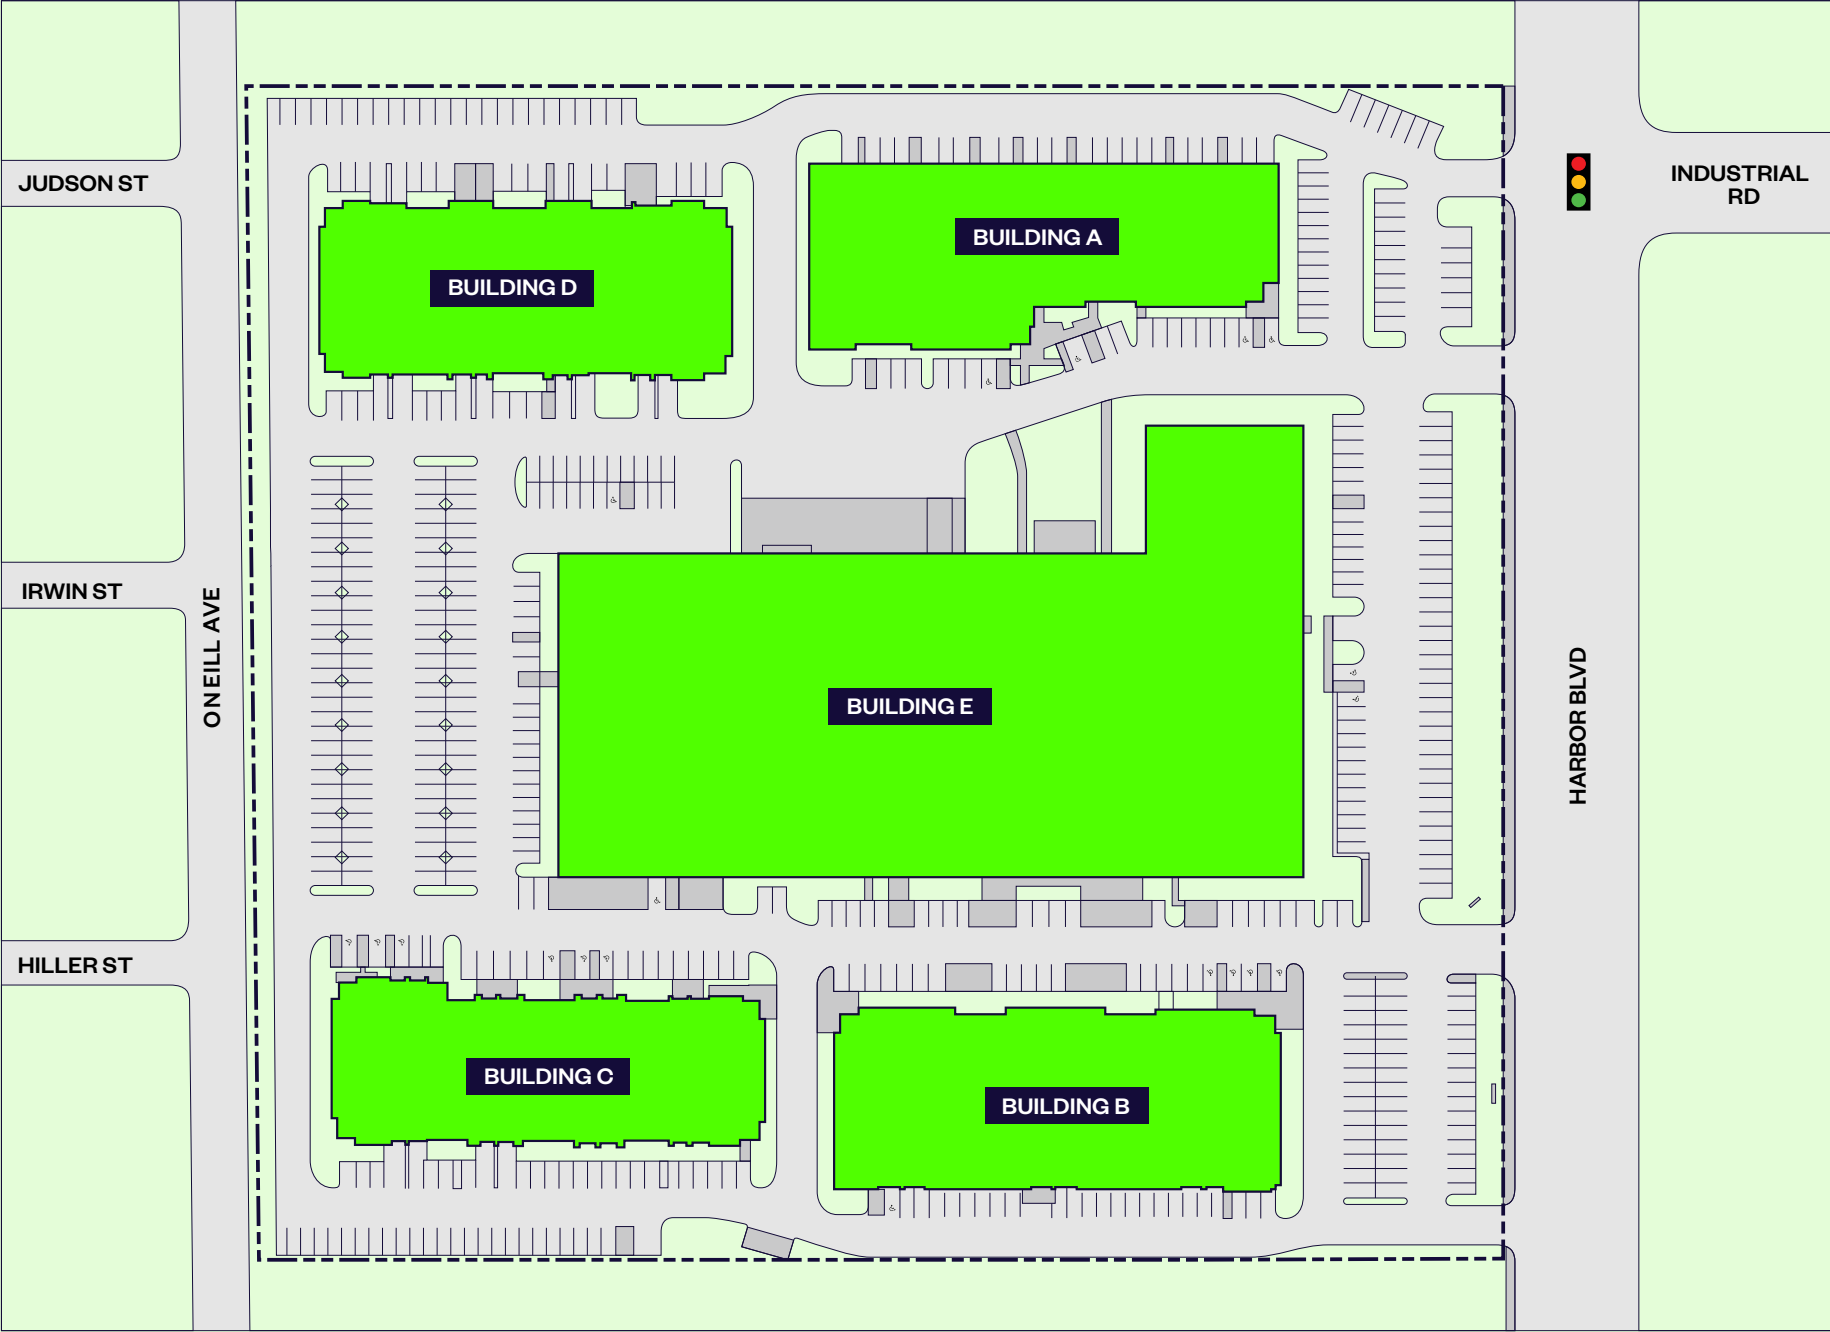 JUDSON ST
INDUSTRIAL
RD
BUILDING A
BUILDING D
IRWIN ST
ONEILL AVE
HARBOR BLVD
BUILDING E
HILLER ST
BUILDING C
BUILDING B